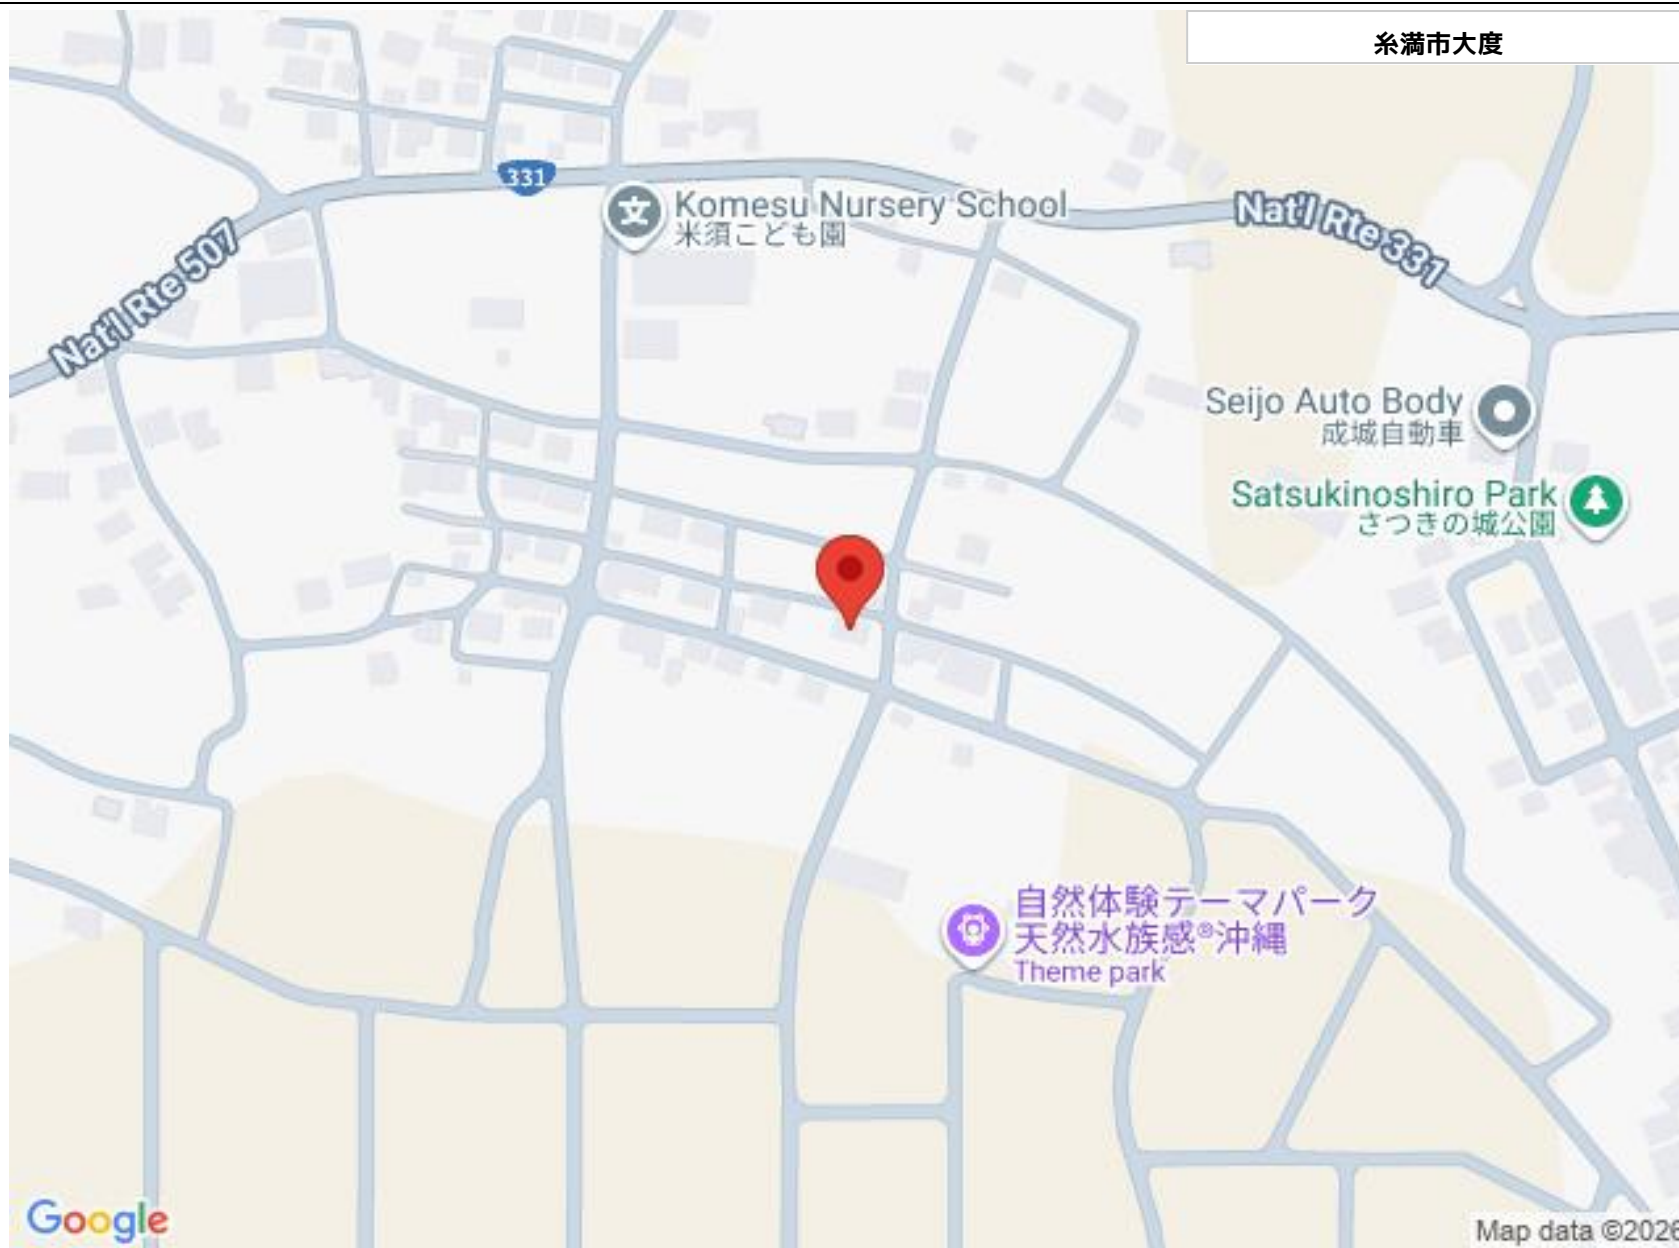 糸満市大度
331
Komesu Nursery School
米須こども園
Nat'l Rte 331
Nat'l Rte 507
Seijo Auto Body
成城自動車
Satsukinoshiro Park
さつきの城公園
自然体験テーマパーク
天然水族感®沖縄
Theme park
Google
Map data ©2026